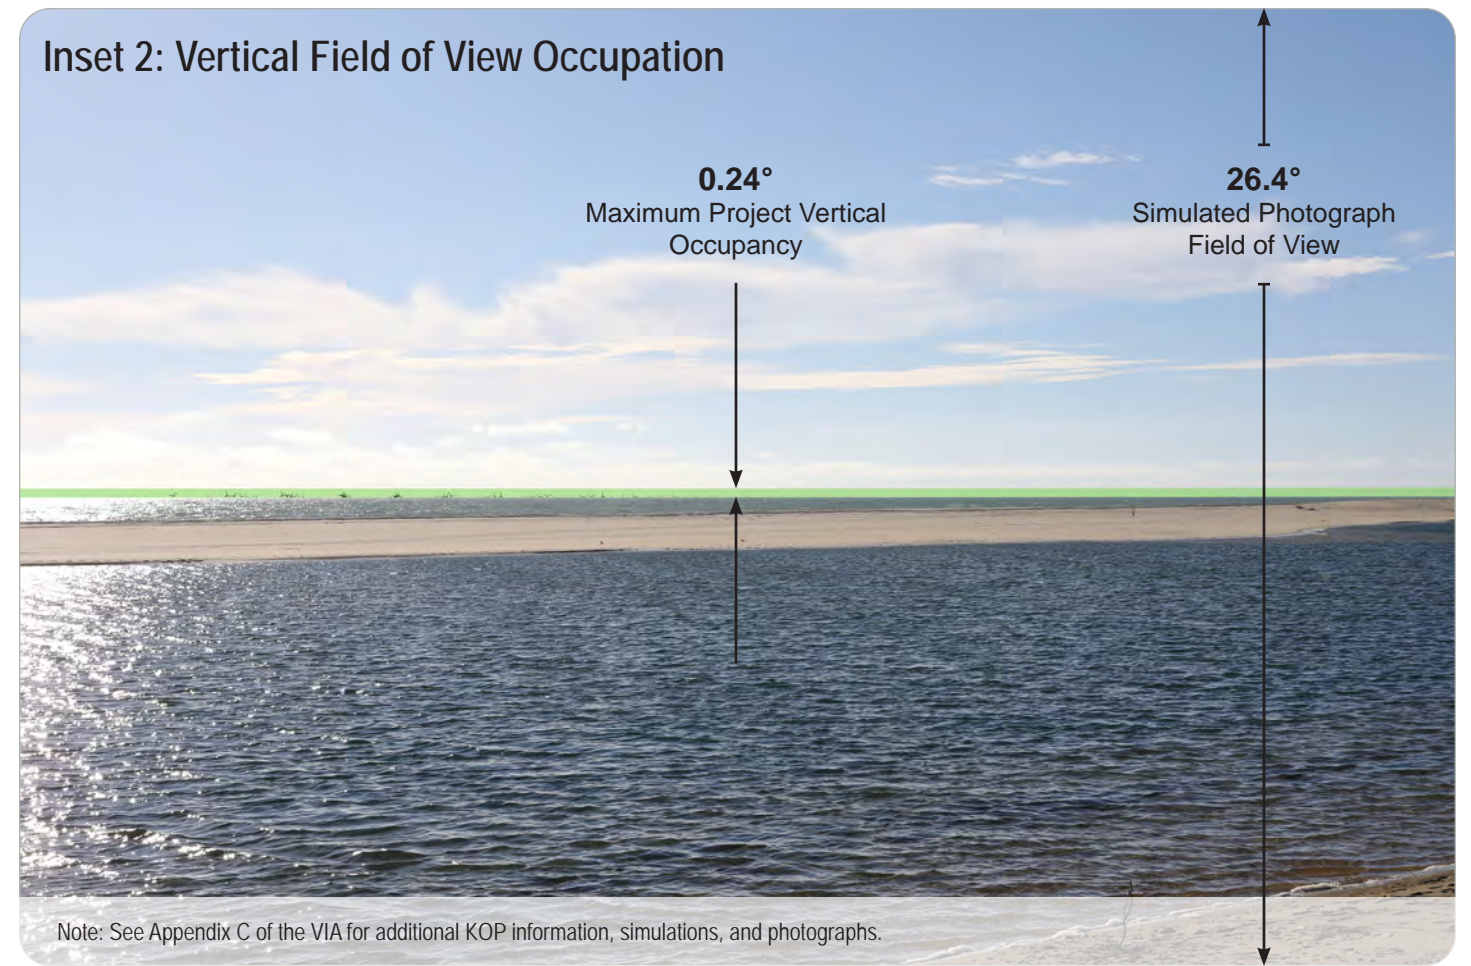 Inset 2: Vertical Field of View Occupation
0.24°
Maximum Project Vertical
Occupancy
26.4°
Simulated Photograph
Field of View
Note: See Appendix C of the VIA for additional KOP information, simulations, and photographs.